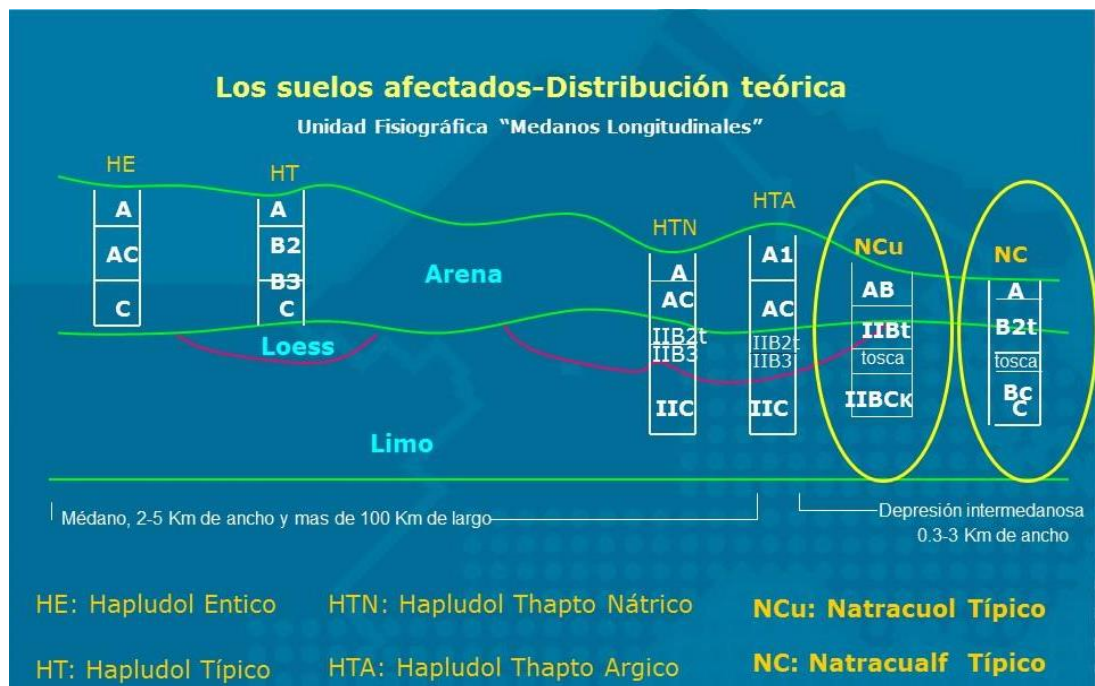 Los suelos afectados-Distribución teórica
Unidad Fisiográfica “Medanos Longitudinales”
HE
A
AC
C
HT
A
B2
B3
C
Arena
Loess
Limo
HTN
A
AC
IIB2t
IIB3
IIC
HTA
A1
AC
IIB2t
IIB3
IIC
NCu
AB
IIBt
tosca
IIBCK
NC
A
B2t
tosca
Bc
C
Médano, 2-5 Km de ancho y mas de 100 Km de largo
Depresión intermedanosa
0.3-3 Km de ancho
HE: Hapludol Entico
HTN: Hapludol Thapto Nátrico
NCu: Natracuol Típico
HT: Hapludol Típico
HTA: Hapludol Thapto Argico
NC: Natracualf Típico